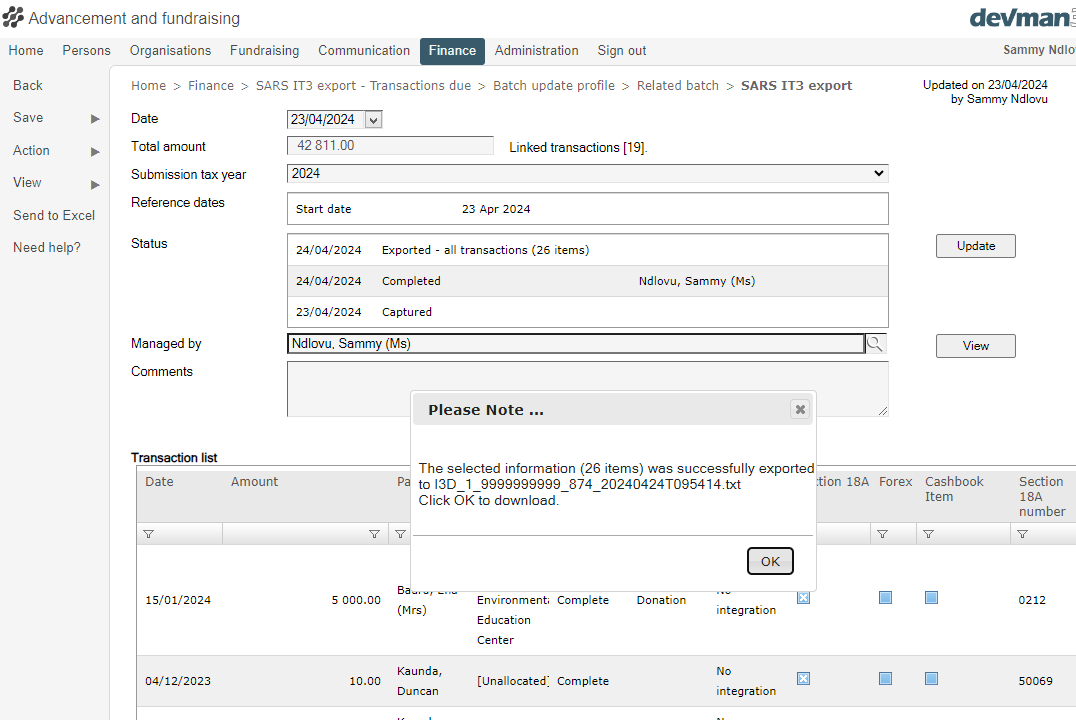 Advancement and fundraising
devman
Home Persons Organisations Fundraising Communication Finance Administration Sign out Sammy Ndlo
Back
Save
Action
View
Send to Excel
Need help?
Home > Finance > SARS IT3 export - Transactions due > Batch update profile > Related batch > SARS IT3 export
Updated on 23/04/2024
by Sammy Ndlovu
Date 23/04/2024
Total amount 42 811.00 Linked transactions [19].
Submission tax year 2024
Reference dates Start date 23 Apr 2024
Status 24/04/2024 Exported - all transactions (26 items)
Update
24/04/2024 Completed Ndlovu, Sammy (Ms)
23/04/2024 Captured
Managed by Ndlovu, Sammy (Ms)
View
Comments
Please Note ...
The selected information (26 items) was successfully exported
to I3D_1_9999999999_874_20240424T095414.txt
Click OK to download.
OK
Transaction list
Date Amount Pa tion 18A Forex Cashbook Item Section 18A number
15/01/2024 5 000.00 (Mrs) Environmenta Education Center Complete Donation No integration 0212
04/12/2023 10.00 Kaunda, Duncan [Unallocated] Complete No integration 50069